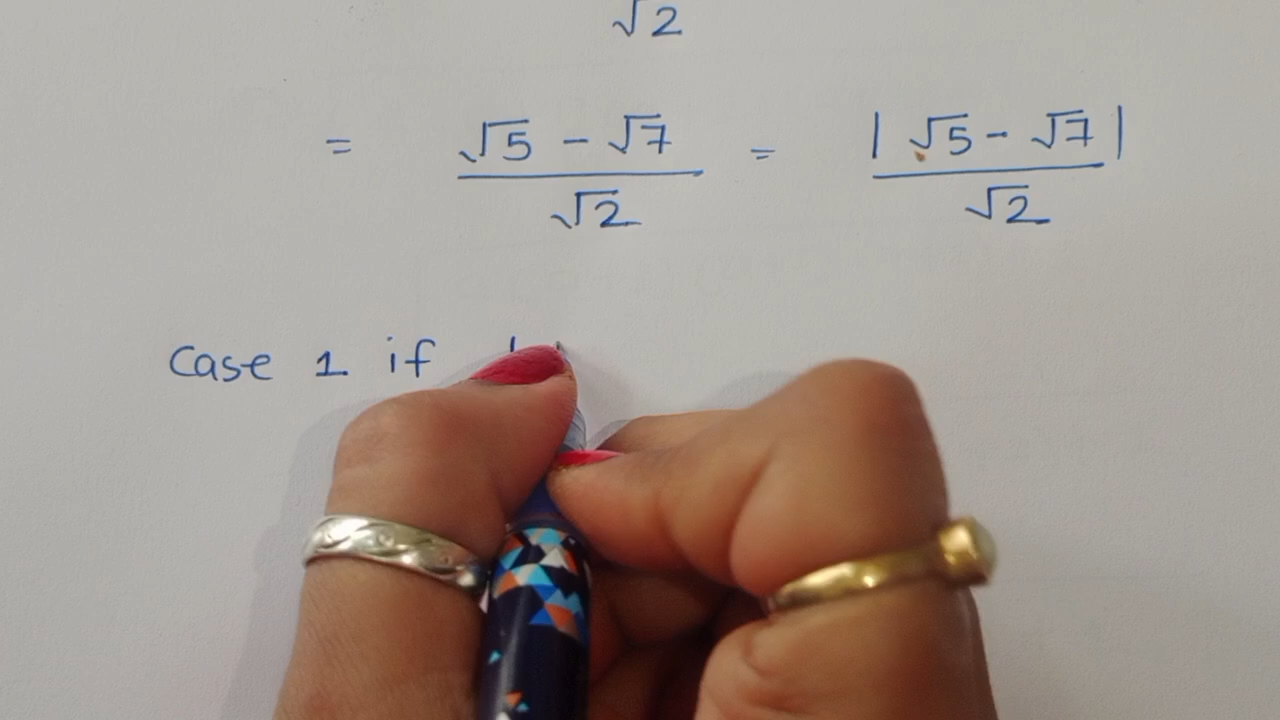 √2
= √5 - √7 / √2 = | √5 - √7 | / √2
Case 1 if